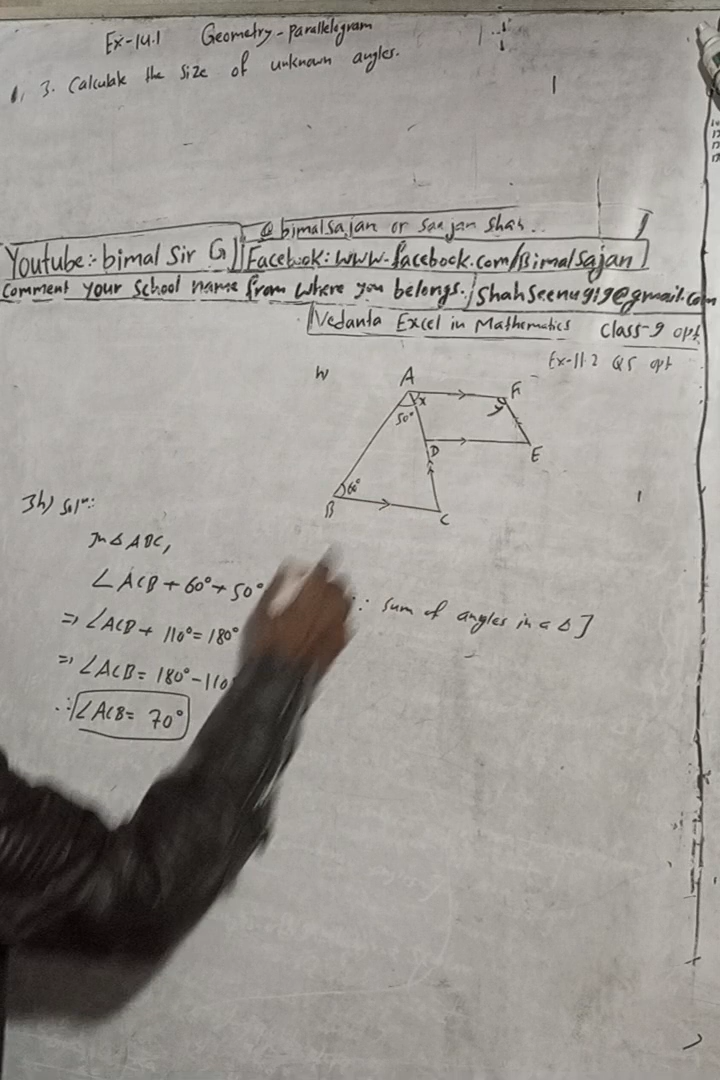 Ex-14.1 Geometry-parallelogram
3. Calculate the size of unknown angles.
@bimalsajan or Saajan Shah..
Youtube:- bimal Sir G
Facebook: www.facebook.com/Bimalsajan
Comment your School name from where you belongs.
Shahseenu919@gmail.com
Vedanta Excel in Mathematics Class-9 opt
Ex-11.2 Q5 opt
A
F
x
y
50°
D
E
60°
B
C
3h) Solⁿ:
In Δ ABC,
∠ACB + 60° + 50°
∵ sum of angles in a Δ]
⇒ ∠ACB + 110° = 180°
⇒ ∠ACB = 180° - 110
∴ ∠ACB = 70°